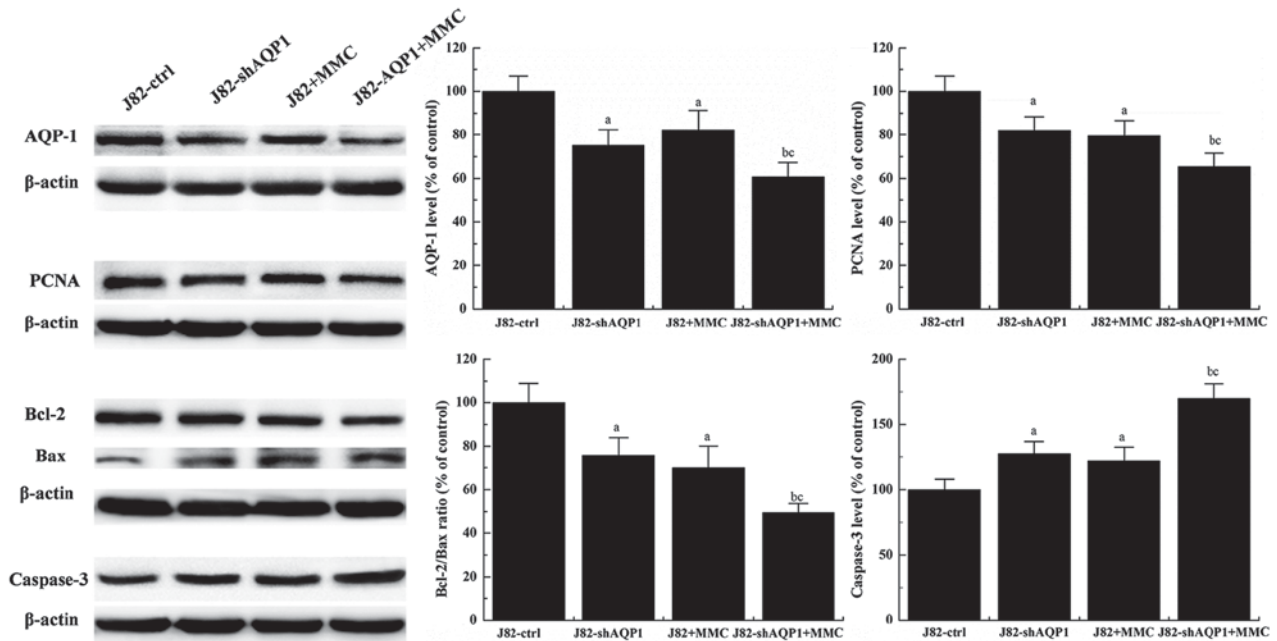 J82-ctrl
J82-shAQP1
J82+MMC
J82-AQP1+MMC
AQP-1
β-actin
PCNA
β-actin
Bcl-2
Bax
β-actin
Caspase-3
β-actin
AQP-1 level (% of control)
120
100
80
60
40
20
0
a
a
bc
J82-ctrl
J82-shAQP1
J82+MMC
J82-shAQP1+MMC
PCNA level (% of control)
120
100
80
60
40
20
0
a
a
bc
J82-ctrl
J82-shAQP1
J82+MMC
J82-shAQP1+MMC
Bcl-2/Bax ratio (% of control)
120
100
80
60
40
20
0
a
a
bc
J82-ctrl
J82-shAQP1
J82+MMC
J82-shAQP1+MMC
Caspase-3 level (% of control)
200
150
100
50
0
a
a
bc
J82-ctrl
J82-shAQP1
J82+MMC
J82-shAQP1+MMC